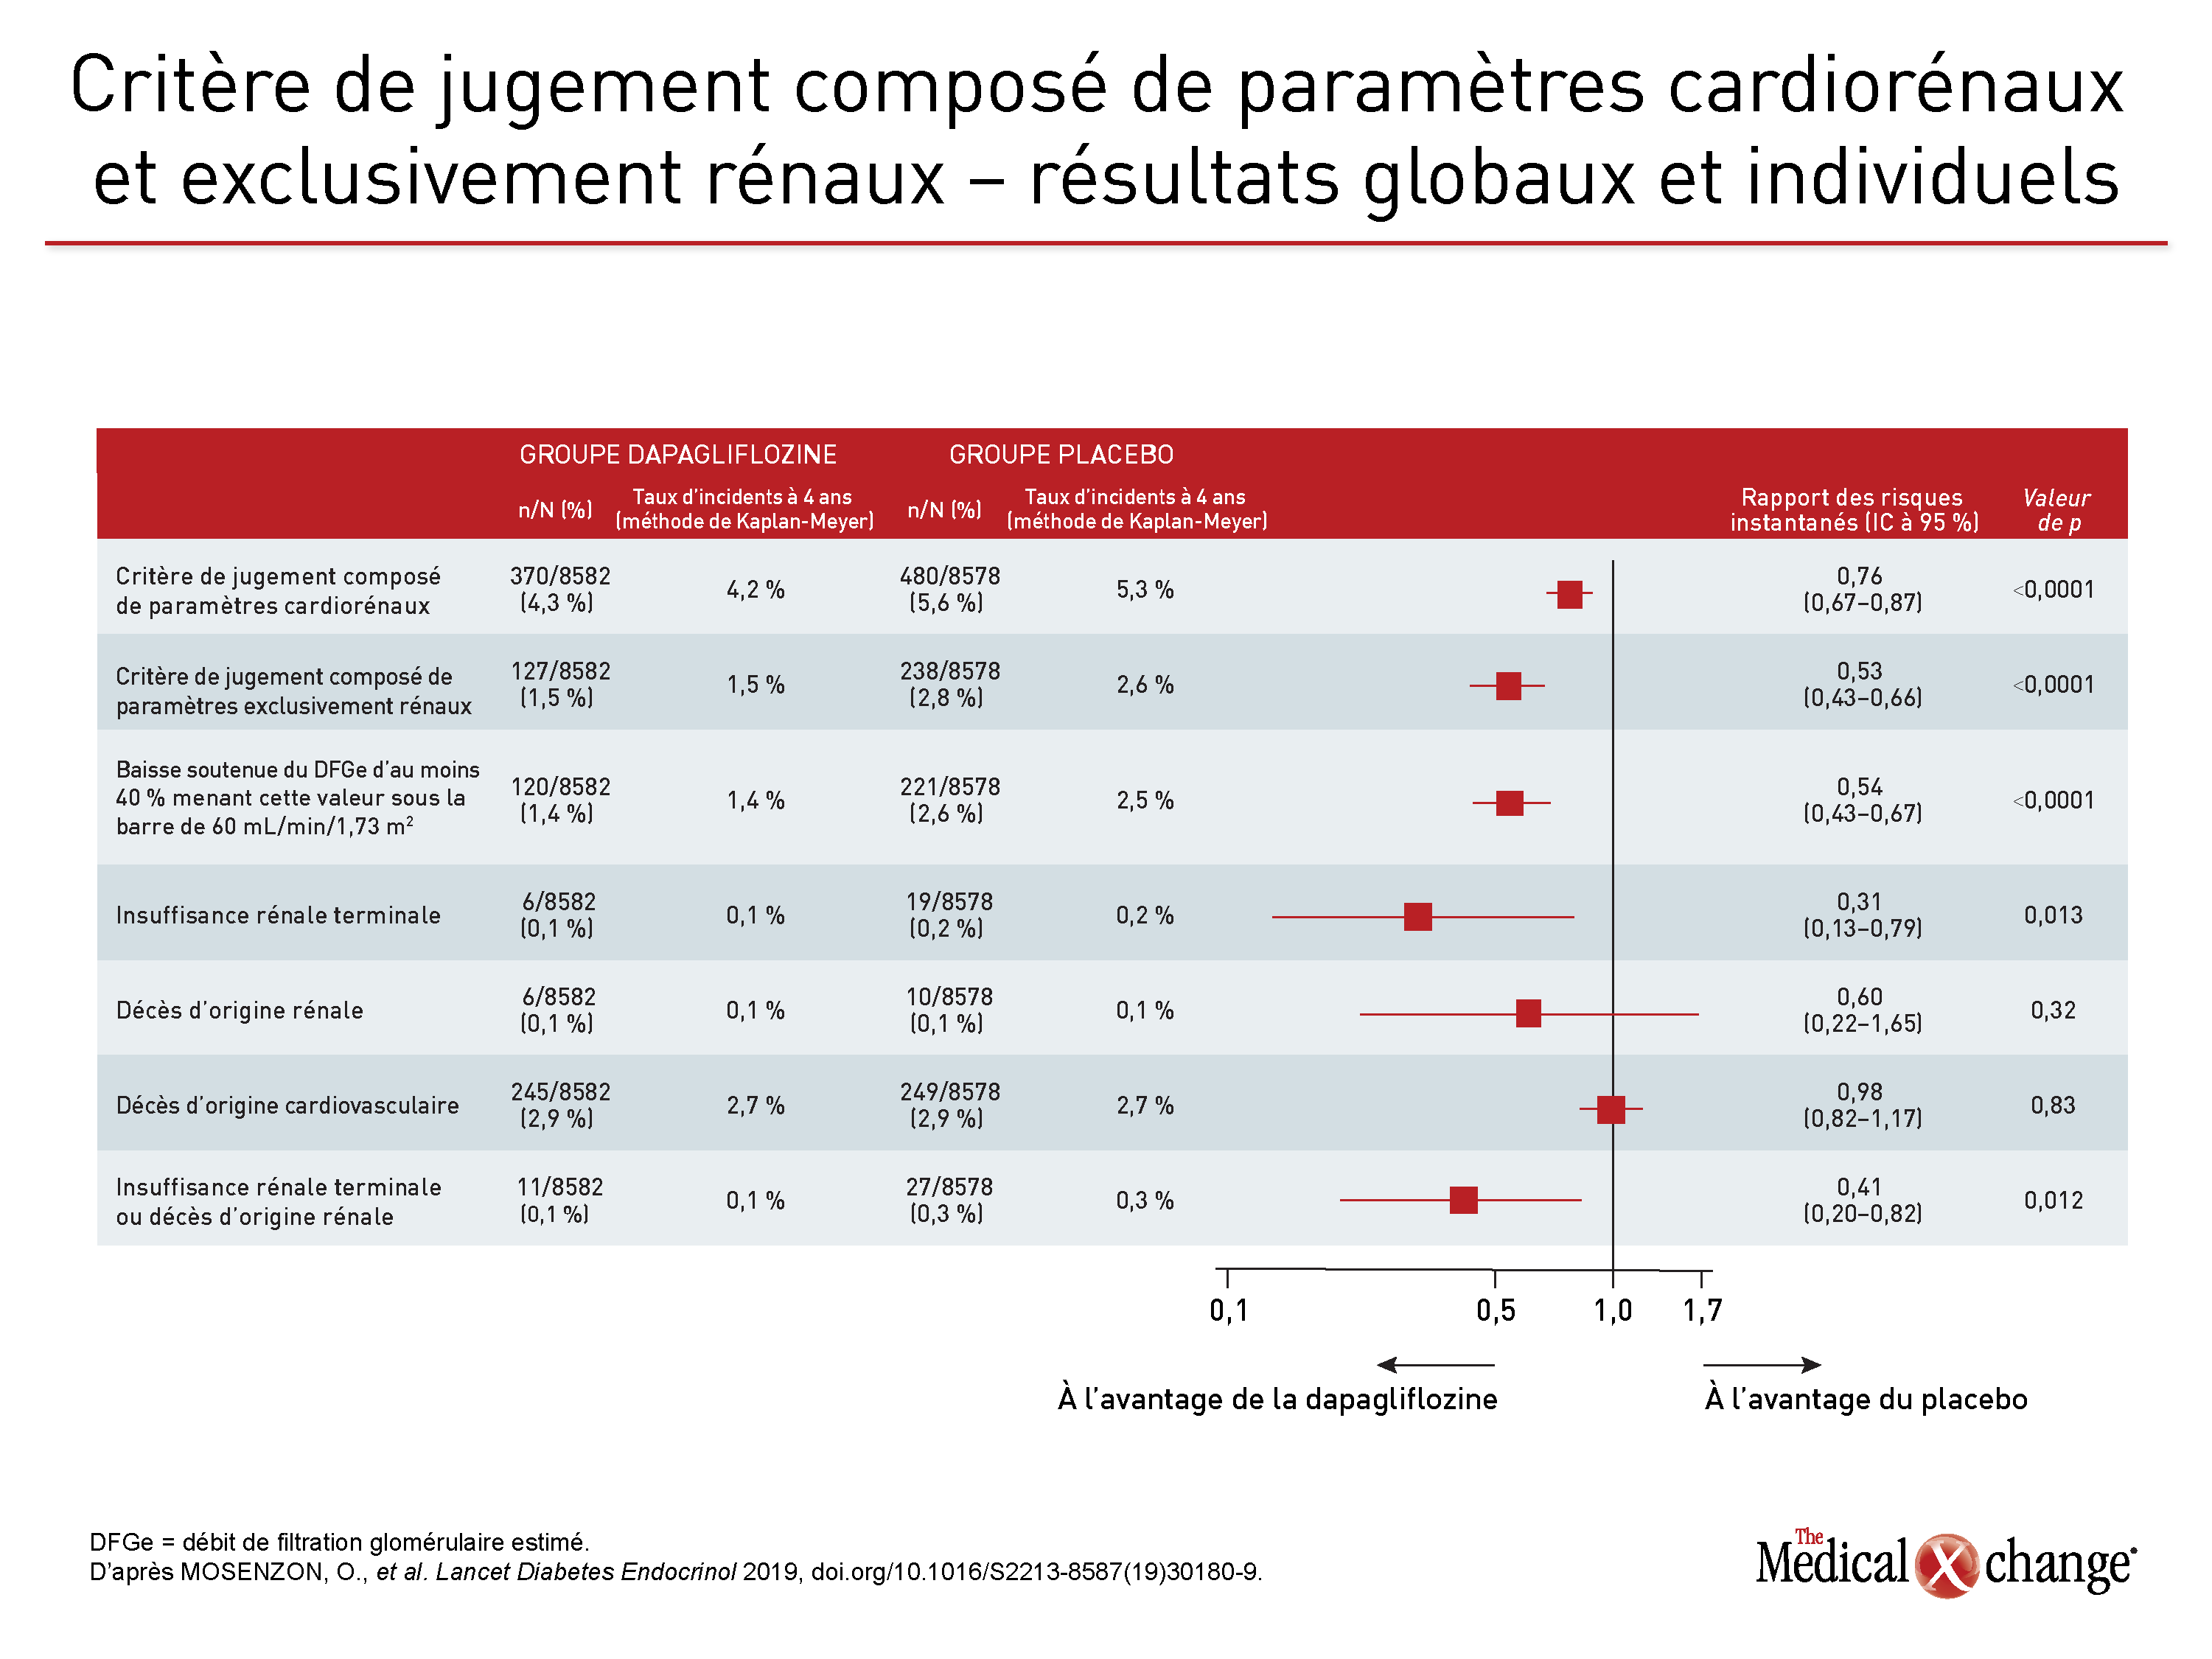 Critère de jugement composé de paramètres cardiorénaux
et exclusivement rénaux – résultats globaux et individuels
GROUPE DAPAGLIFLOZINE GROUPE PLACEBO
n/N (%) Taux d’incidents à 4 ans (méthode de Kaplan-Meyer) n/N (%) Taux d’incidents à 4 ans (méthode de Kaplan-Meyer) Rapport des risques instantanés (IC à 95 %) Valeur de p
Critère de jugement composé
de paramètres cardiorénaux
370/8582
(4,3 %)
4,2 %
480/8578
(5,6 %)
5,3 %
0,76
(0,67–0,87)
<0,0001
Critère de jugement composé de
paramètres exclusivement rénaux
127/8582
(1,5 %)
1,5 %
238/8578
(2,8 %)
2,6 %
0,53
(0,43–0,66)
<0,0001
Baisse soutenue du DFGe d’au moins
40 % menant cette valeur sous la
barre de 60 mL/min/1,73 m²
120/8582
(1,4 %)
1,4 %
221/8578
(2,6 %)
2,5 %
0,54
(0,43–0,67)
<0,0001
Insuffisance rénale terminale
6/8582
(0,1 %)
0,1 %
19/8578
(0,2 %)
0,2 %
0,31
(0,13–0,79)
0,013
Décès d’origine rénale
6/8582
(0,1 %)
0,1 %
10/8578
(0,1 %)
0,1 %
0,60
(0,22–1,65)
0,32
Décès d’origine cardiovasculaire
245/8582
(2,9 %)
2,7 %
249/8578
(2,9 %)
2,7 %
0,98
(0,82–1,17)
0,83
Insuffisance rénale terminale
ou décès d’origine rénale
11/8582
(0,1 %)
0,1 %
27/8578
(0,3 %)
0,3 %
0,41
(0,20–0,82)
0,012
0,1 0,5 1,0 1,7
À l’avantage de la dapagliflozine À l’avantage du placebo
DFGe = débit de filtration glomérulaire estimé.
D’après MOSENZON, O., et al. Lancet Diabetes Endocrinol 2019, doi.org/10.1016/S2213-8587(19)30180-9.
The
Medical X change